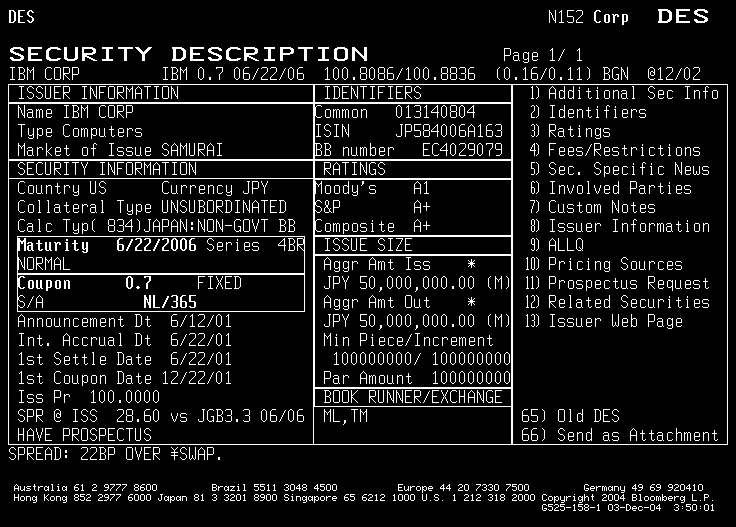 DES N152 Corp DES
SECURITY DESCRIPTION Page 1/ 1
IBM CORP IBM 0.7 06/22/06 100.8086/100.8836 (0.16/0.11) BGN @12/02
ISSUER INFORMATION IDENTIFIERS 1) Additional Sec Info
Name IBM CORP Common 013140804 2) Identifiers
Type Computers ISIN JP584006A163 3) Ratings
Market of Issue SAMURAI BB number EC4029079 4) Fees/Restrictions
SECURITY INFORMATION RATINGS 5) Sec. Specific News
Country US Currency JPY Moody's A1 6) Involved Parties
Collateral Type UNSUBORDINATED S&P A+ 7) Custom Notes
Calc Typ( 834)JAPAN:NON-GOVT BB Composite A+ 8) Issuer Information
Maturity 6/22/2006 Series 4BR ISSUE SIZE 9) ALLQ
NORMAL Aggr Amt Iss * 10) Pricing Sources
Coupon 0.7 FIXED JPY 50,000,000.00 (M) 11) Prospectus Request
S/A NL/365 Aggr Amt Out * 12) Related Securities
Announcement Dt 6/12/01 JPY 50,000,000.00 (M) 13) Issuer Web Page
Int. Accrual Dt 6/22/01 Min Piece/Increment
1st Settle Date 6/22/01 100000000/ 100000000
1st Coupon Date 12/22/01 Par Amount 100000000
Iss Pr 100.0000 BOOK RUNNER/EXCHANGE
SPR @ ISS 28.60 vs JGB3.3 06/06 ML,TM 65) Old DES
HAVE PROSPECTUS 66) Send as Attachment
SPREAD: 22BP OVER ¥SWAP.
Australia 61 2 9777 8600 Brazil 5511 3048 4500 Europe 44 20 7330 7500 Germany 49 69 920410
Hong Kong 852 2977 6000 Japan 81 3 3201 8900 Singapore 65 6212 1000 U.S. 1 212 318 2000 Copyright 2004 Bloomberg L.P.
G525-158-1 03-Dec-04 3:50:01